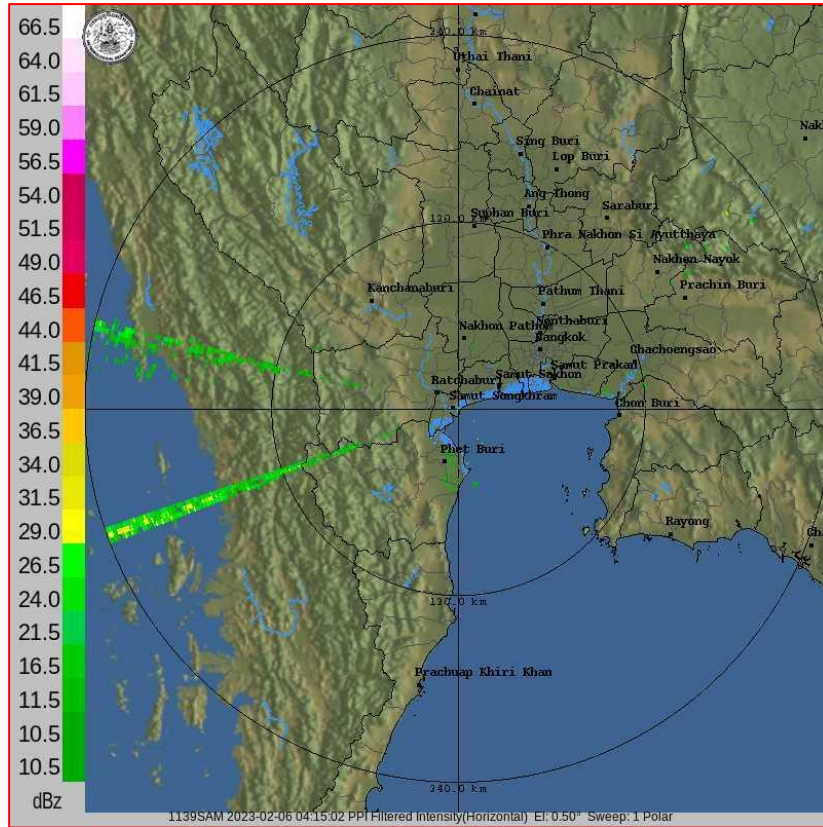 66.5
64.0
61.5
59.0
56.5
54.0
51.5
49.0
46.5
44.0
41.5
39.0
36.5
34.0
31.5
29.0
26.5
24.0
21.5
16.5
11.5
10.5
10.5
dBz
240.0 km
Uthai Thani
Chainat
Sing Buri
Lop Buri
Ang Thong
Suphan Buri
Saraburi
120.0 km
Phra Nakhon Si Ayutthaya
Nakhon Nayok
Prachin Buri
Kanchanaburi
Pathum Thani
Nonthaburi
Nakhon Pathom
Bangkok
Chachoengsao
Samut Prakan
Samut Sakhon
Ratchaburi
Samut Songkhram
Chon Buri
Phet Buri
Rayong
120.0 km
Prachuap Khiri Khan
240.0 km
1139SAM 2023-02-06 04:15:02 PPI Filtered Intensity(Horizontal) El: 0.50° Sweep: 1 Polar